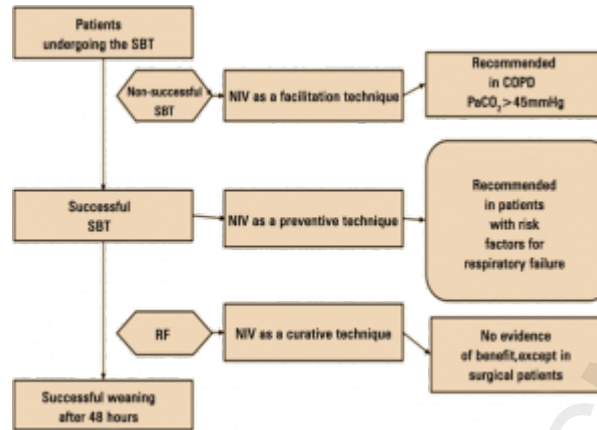 Patients
undergoing the SBT
Non-successful
SBT
NIV as a facilitation technique
Recommended
in COPD
PaCO₂>45mmHg
Successful
SBT
NIV as a preventive technique
Recommended
in patients
with risk
factors for
respiratory failure
RF
NIV as a curative technique
No evidence
of benefit,except in
surgical patients
Successful weaning
after 48 hours